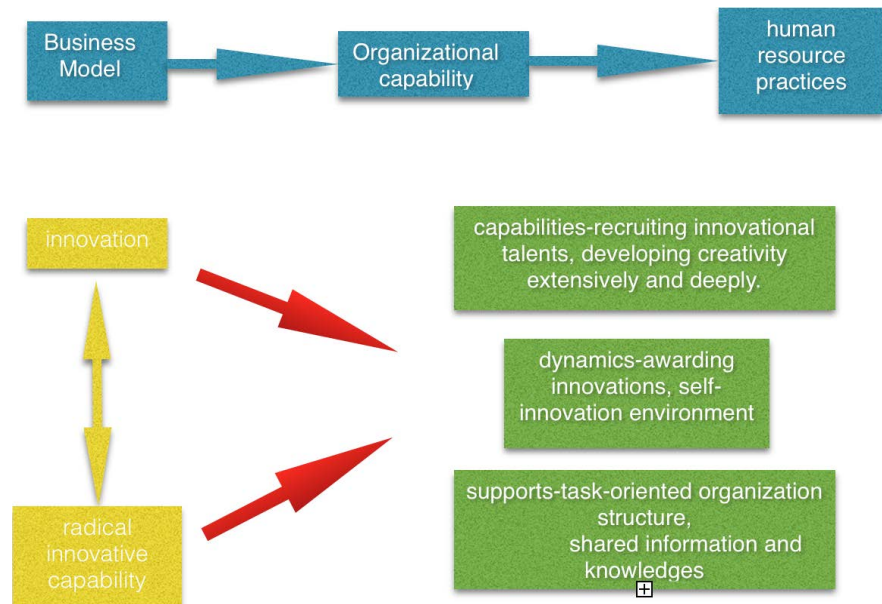 Business
Model
Organizational
capability
human
resource
practices
innovation
capabilities-recruiting innovational
talents, developing creativity
extensively and deeply.
dynamics-awarding
innovations, self-
innovation environment
radical
innovative
capability
supports-task-oriented organization
structure,
shared information and
knowledges